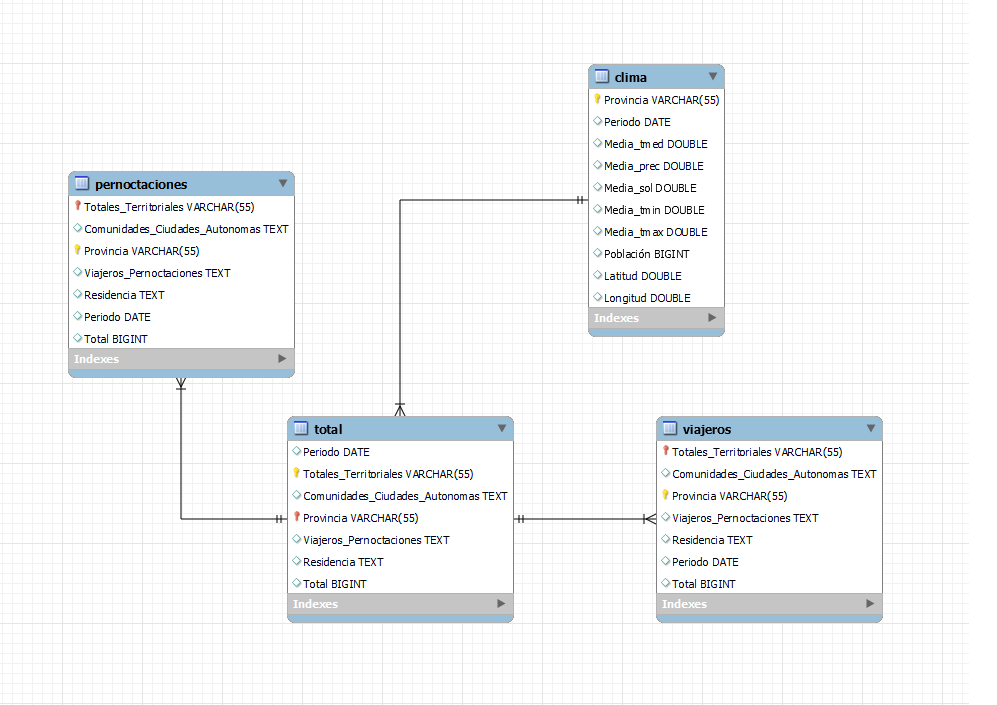 clima
Provincia VARCHAR(55)
Periodo DATE
Media_tmed DOUBLE
Media_prec DOUBLE
Media_sol DOUBLE
Media_tmin DOUBLE
Media_tmax DOUBLE
Población BIGINT
Latitud DOUBLE
Longitud DOUBLE
Indexes
pernoctaciones
Totales_Territoriales VARCHAR(55)
Comunidades_Ciudades_Autonomas TEXT
Provincia VARCHAR(55)
Viajeros_Pernoctaciones TEXT
Residencia TEXT
Periodo DATE
Total BIGINT
Indexes
total
Periodo DATE
Totales_Territoriales VARCHAR(55)
Comunidades_Ciudades_Autonomas TEXT
Provincia VARCHAR(55)
Viajeros_Pernoctaciones TEXT
Residencia TEXT
Total BIGINT
Indexes
viajeros
Totales_Territoriales VARCHAR(55)
Comunidades_Ciudades_Autonomas TEXT
Provincia VARCHAR(55)
Viajeros_Pernoctaciones TEXT
Residencia TEXT
Periodo DATE
Total BIGINT
Indexes